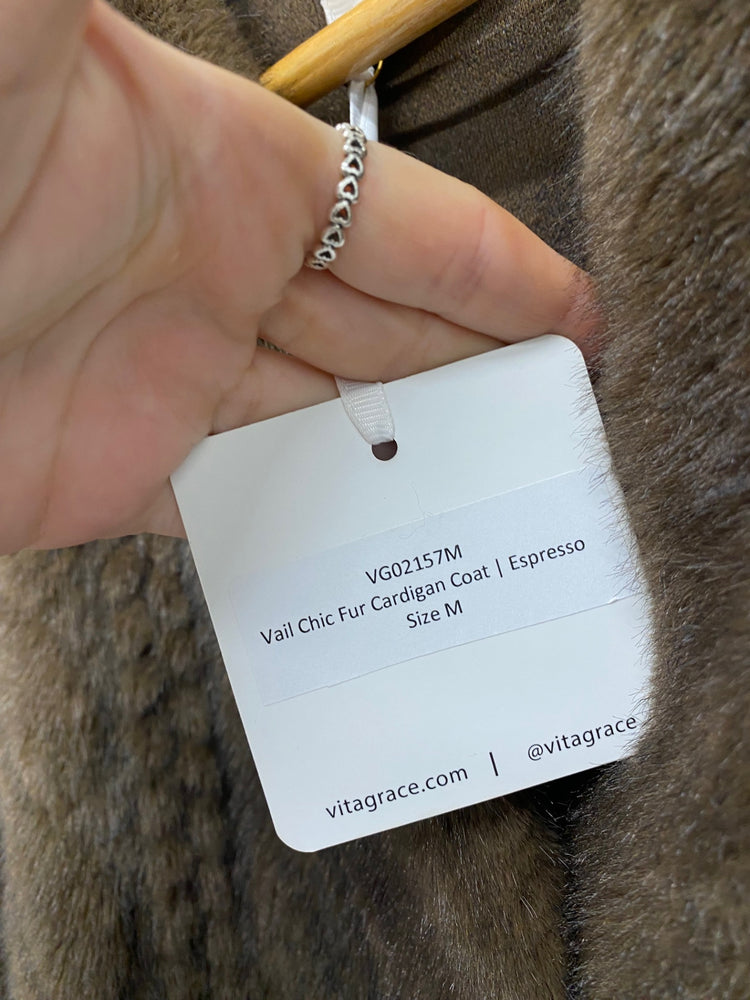 VG02157M
Vail Chic Fur Cardigan Coat | Espresso
Size M
vitagrace.com | @vitagrace